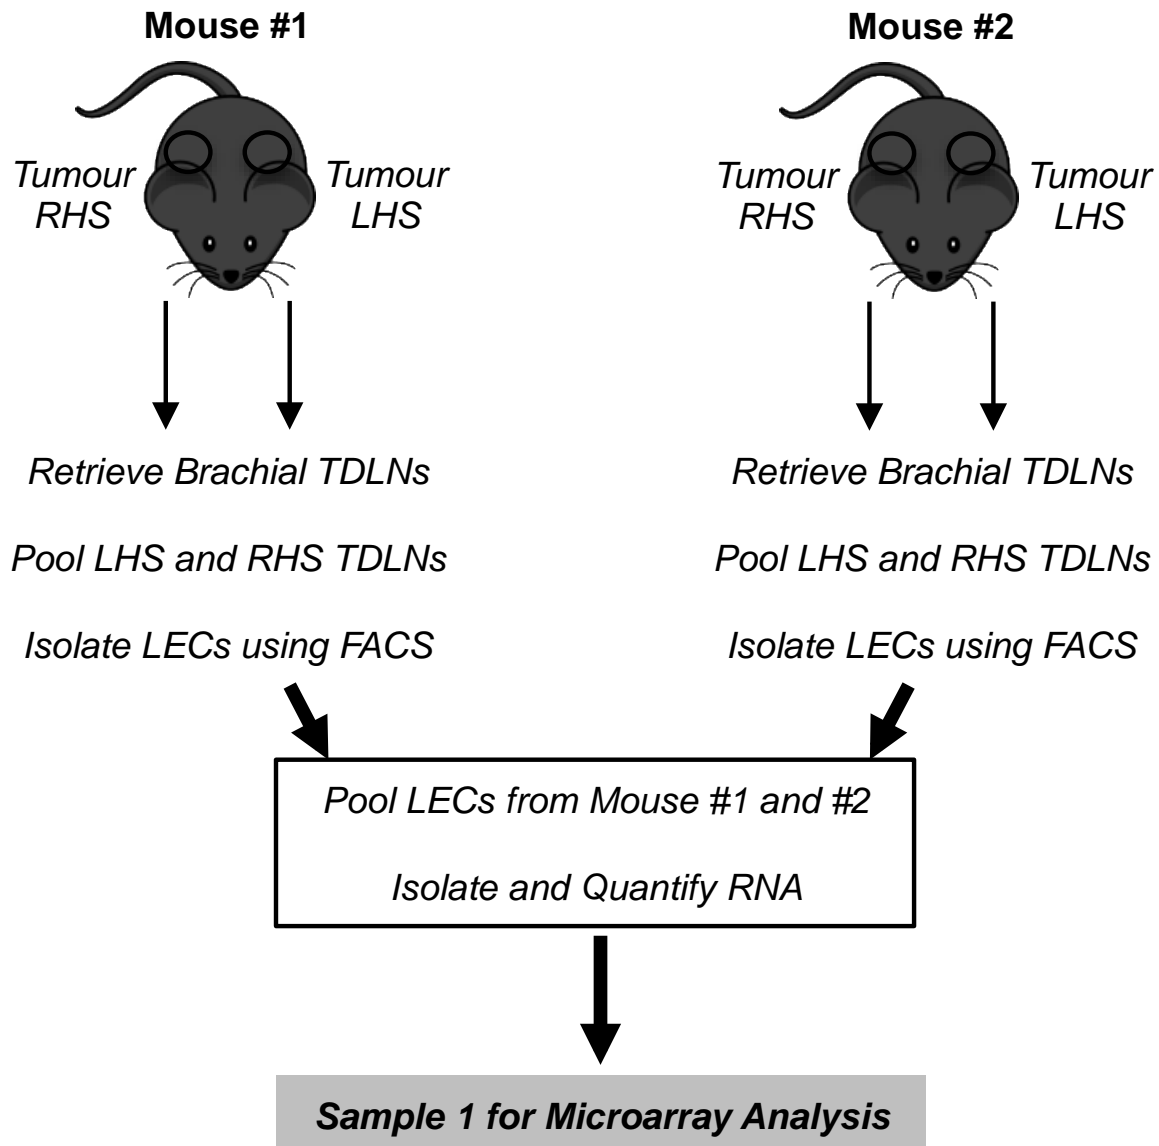 Mouse #1
Mouse #2
Tumour
RHS
Tumour
LHS
Tumour
RHS
Tumour
LHS
Retrieve Brachial TDLNs
Pool LHS and RHS TDLNs
Isolate LECs using FACS
Retrieve Brachial TDLNs
Pool LHS and RHS TDLNs
Isolate LECs using FACS
Pool LECs from Mouse #1 and #2
Isolate and Quantify RNA
Sample 1 for Microarray Analysis